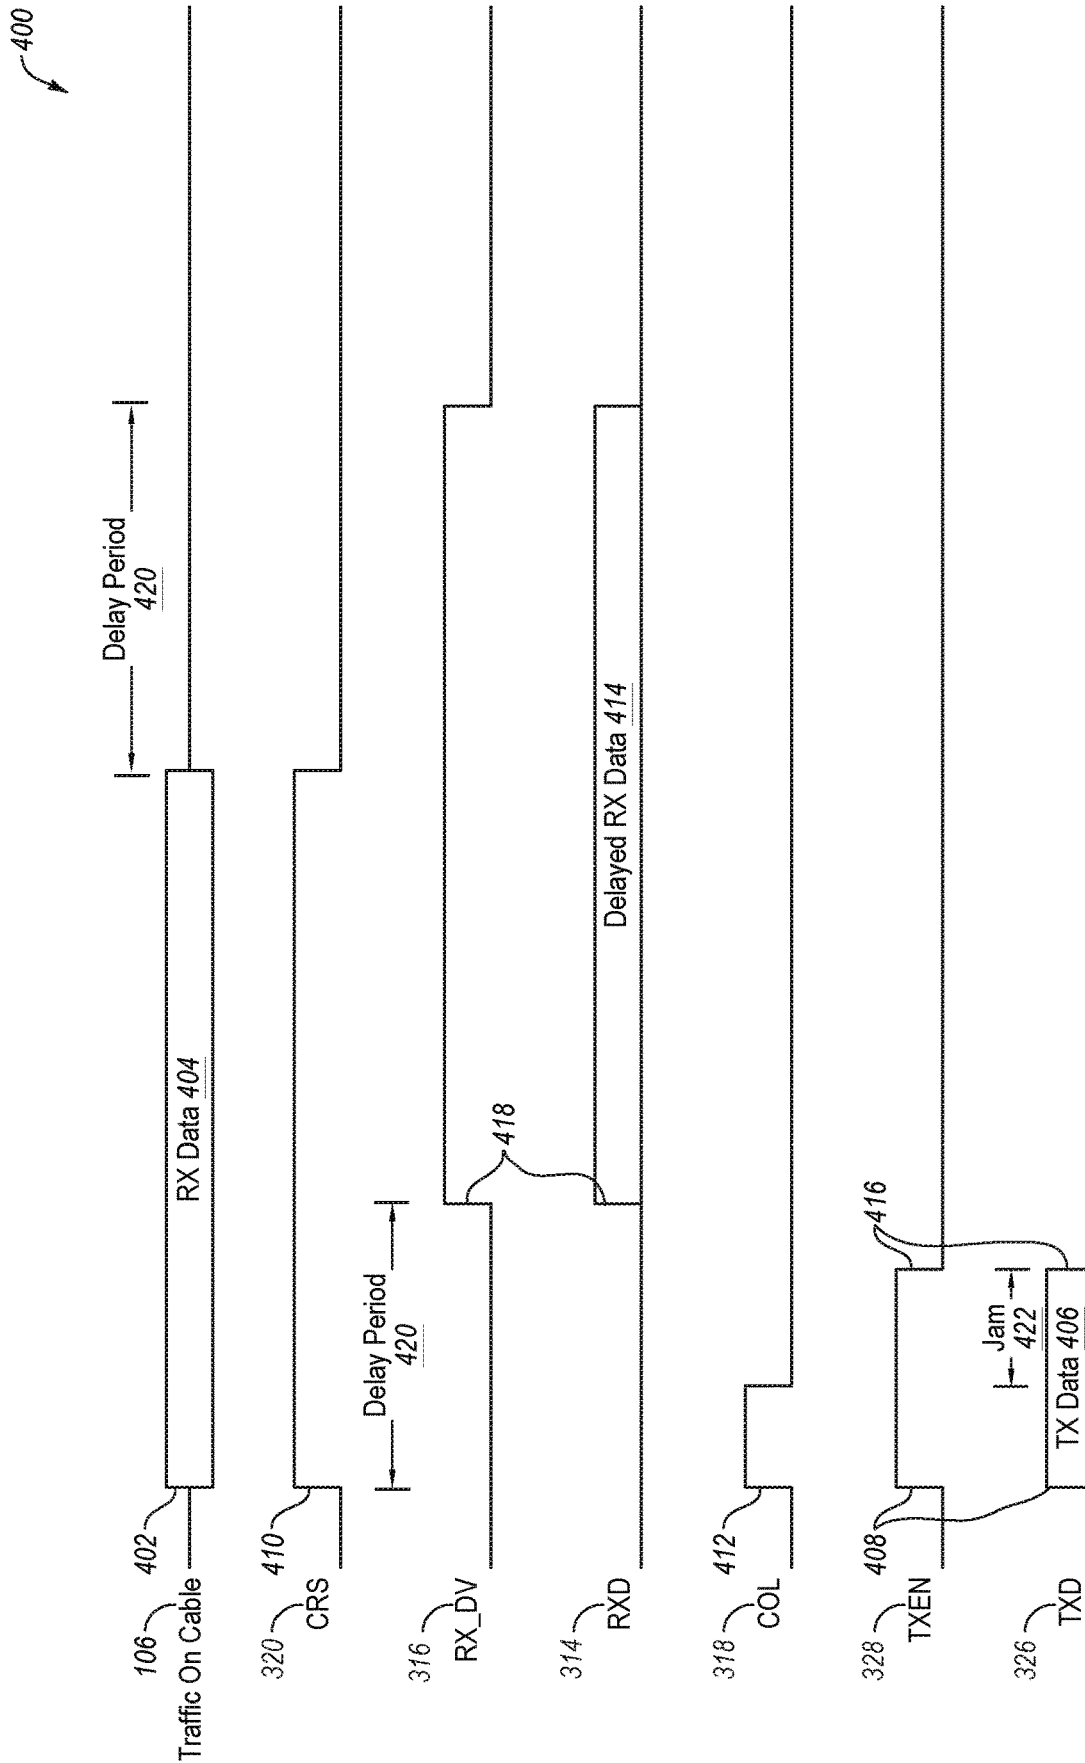 400
106
Traffic On Cable
402
RX Data 404
Delay Period
420
320
CRS
410
316
RX_DV
Delay Period
420
418
314
RXD
Delayed RX Data 414
318
COL
412
328
TXEN
408
416
Jam
422
326
TXD
TX Data 406